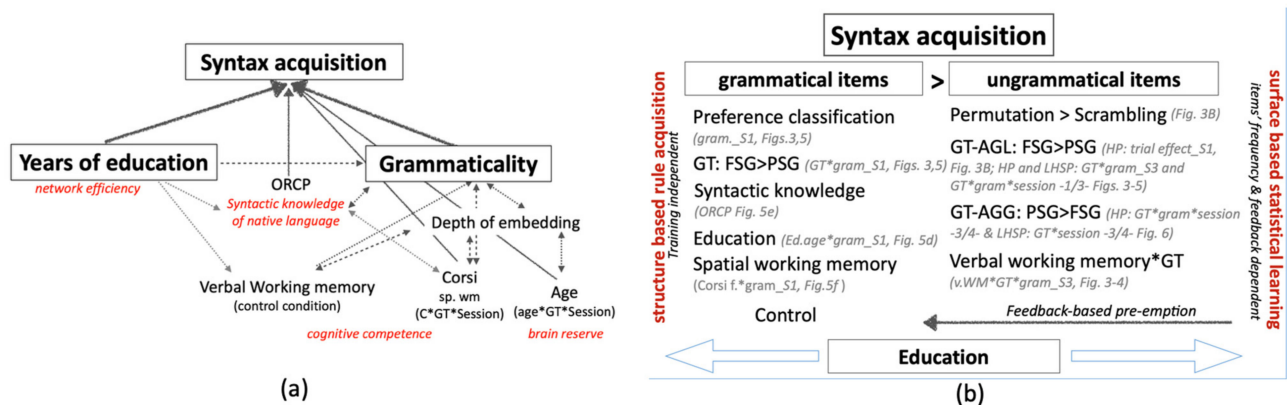 Syntax acquisition
Years of education
network efficiency
Grammaticality
ORCP
Syntactic knowledge
of native language
Depth of embedding
Verbal Working memory
(control condition)
Corsi
sp. wm
(C*GT*Session)
Age
(age*GT*Session)
cognitive competence
brain reserve
(a)
Syntax acquisition
structure based rule acquisition
Training independent
grammatical items
>
ungrammatical items
Preference classification
(gram._S1, Figs.3,5)
GT: FSG>PSG (GT*gram_S1, Figs. 3,5)
Syntactic knowledge
(ORCP Fig. 5e)
Education (Ed.age*gram_S1, Fig. 5d)
Spatial working memory
(Corsi f.*gram_S1, Fig.5f )
Control
Permutation > Scrambling (Fig. 3B)
GT-AGL: FSG>PSG (HP: trial effect_S1,
Fig. 3B; HP and LHSP: GT*gram_S3 and
GT*gram*session -1/3- Figs. 3-5)
GT-AGG: PSG>FSG (HP: GT*gram*session
-3/4- & LHSP: GT*session -3/4- Fig. 6)
Verbal working memory*GT
(v.WM*GT*gram_S3, Fig. 3-4)
Feedback-based pre-emption
surface based statistical learning
items' frequency & feedback dependent
Education
(b)